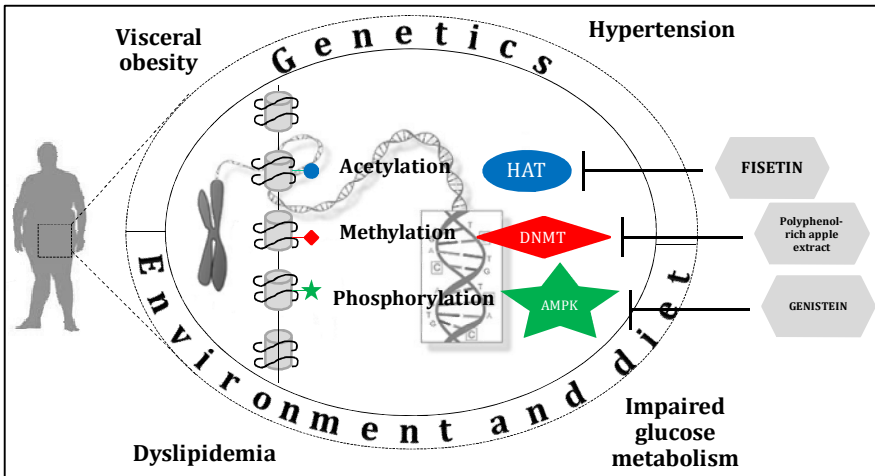 Visceral
obesity
Genetics
Hypertension
Acetylation
HAT
FISETIN
Methylation
DNMT
Polyphenol-
rich apple
extract
Phosphorylation
AMPK
GENISTEIN
Environment and diet
Dyslipidemia
Impaired
glucose
metabolism